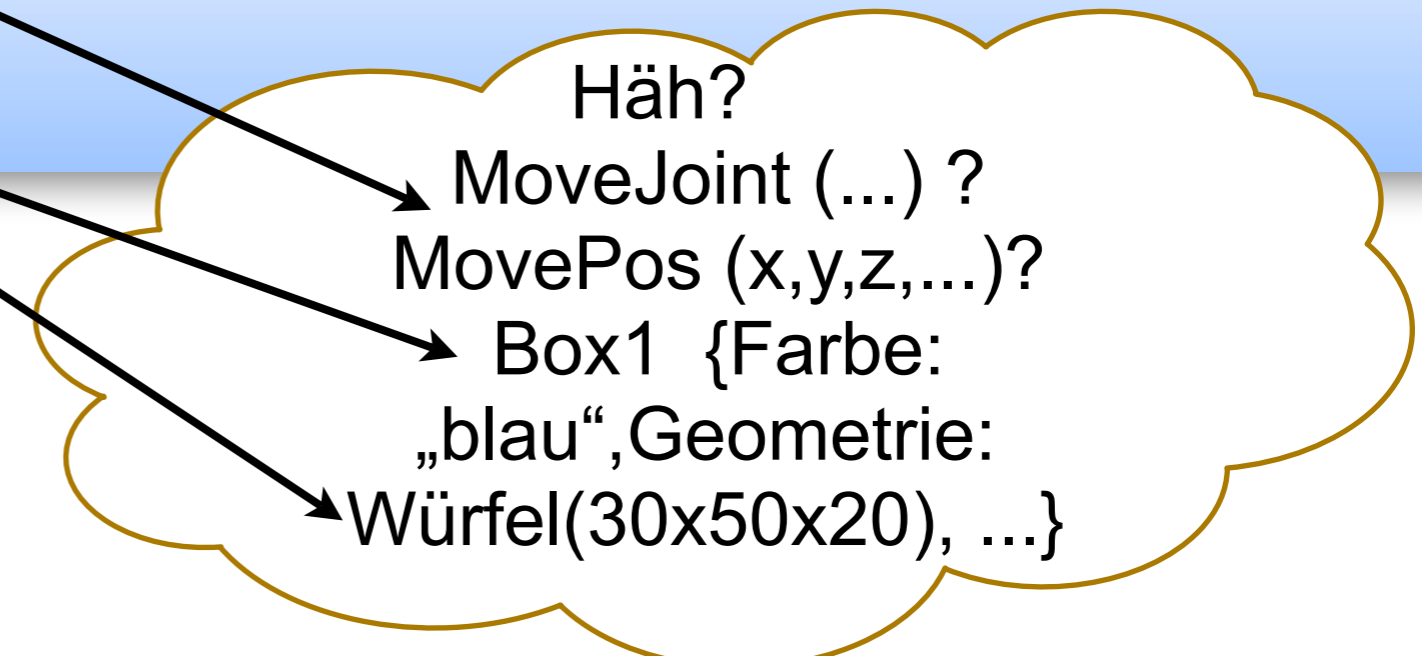 Häh?
MoveJoint (...) ?
MovePos (x,y,z,...)?
Box1  {Farbe:
„blau“,Geometrie:
Würfel(30x50x20), ...}